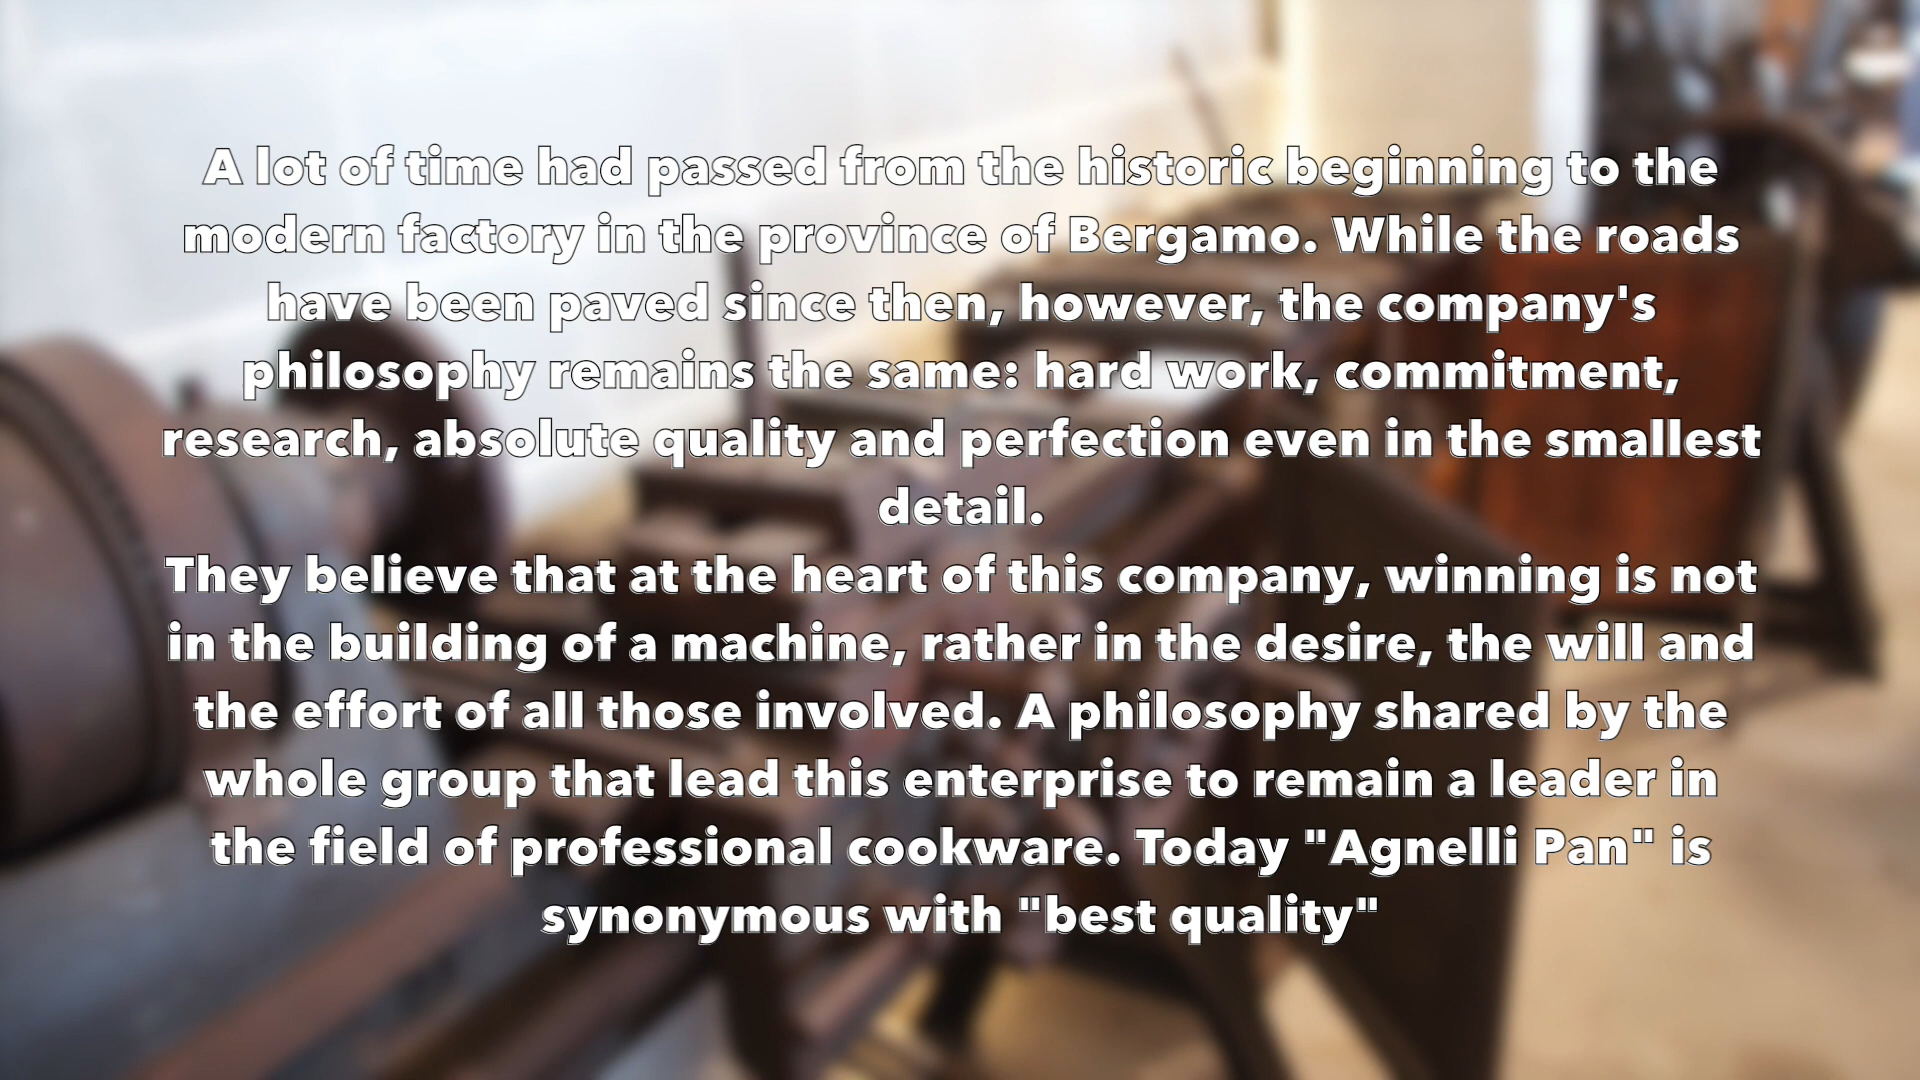 A lot of time had passed from the historic beginning to the
modern factory in the province of Bergamo. While the roads
have been paved since then, however, the company's
philosophy remains the same: hard work, commitment,
research, absolute quality and perfection even in the smallest
detail.
They believe that at the heart of this company, winning is not
in the building of a machine, rather in the desire, the will and
the effort of all those involved. A philosophy shared by the
whole group that lead this enterprise to remain a leader in
the field of professional cookware. Today "Agnelli Pan" is
synonymous with "best quality"